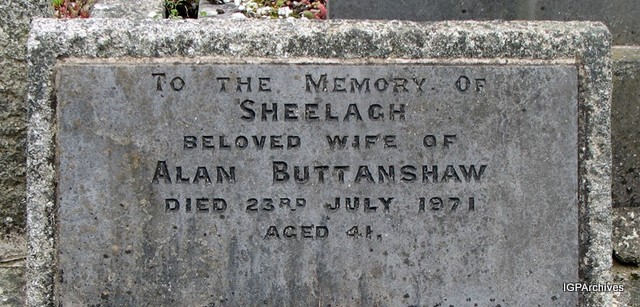 To the Memory of
Sheelagh
beloved wife of
Alan Buttanshaw
died 23rd July 1971
aged 41.
IGPArchives